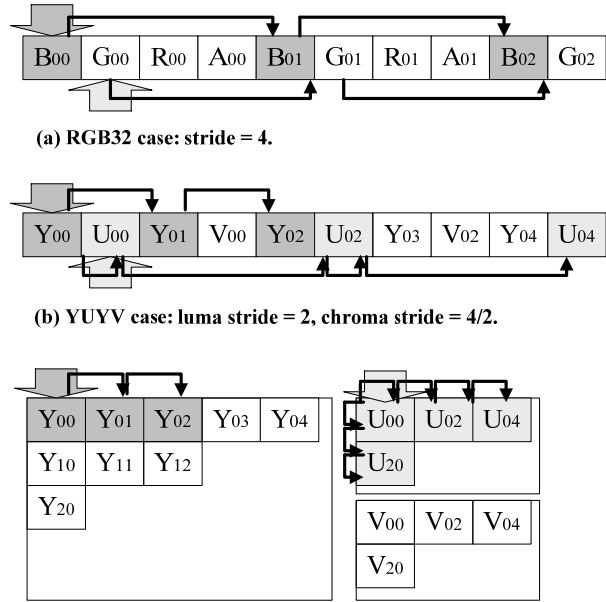 B00 G00 R00 A00 B01 G01 R01 A01 B02 G02
(a) RGB32 case: stride = 4.
Y00 U00 Y01 V00 Y02 U02 Y03 V02 Y04 U04
(b) YUYV case: luma stride = 2, chroma stride = 4/2.
Y00 Y01 Y02 Y03 Y04
Y10 Y11 Y12
Y20
U00 U02 U04
U20
V00 V02 V04
V20